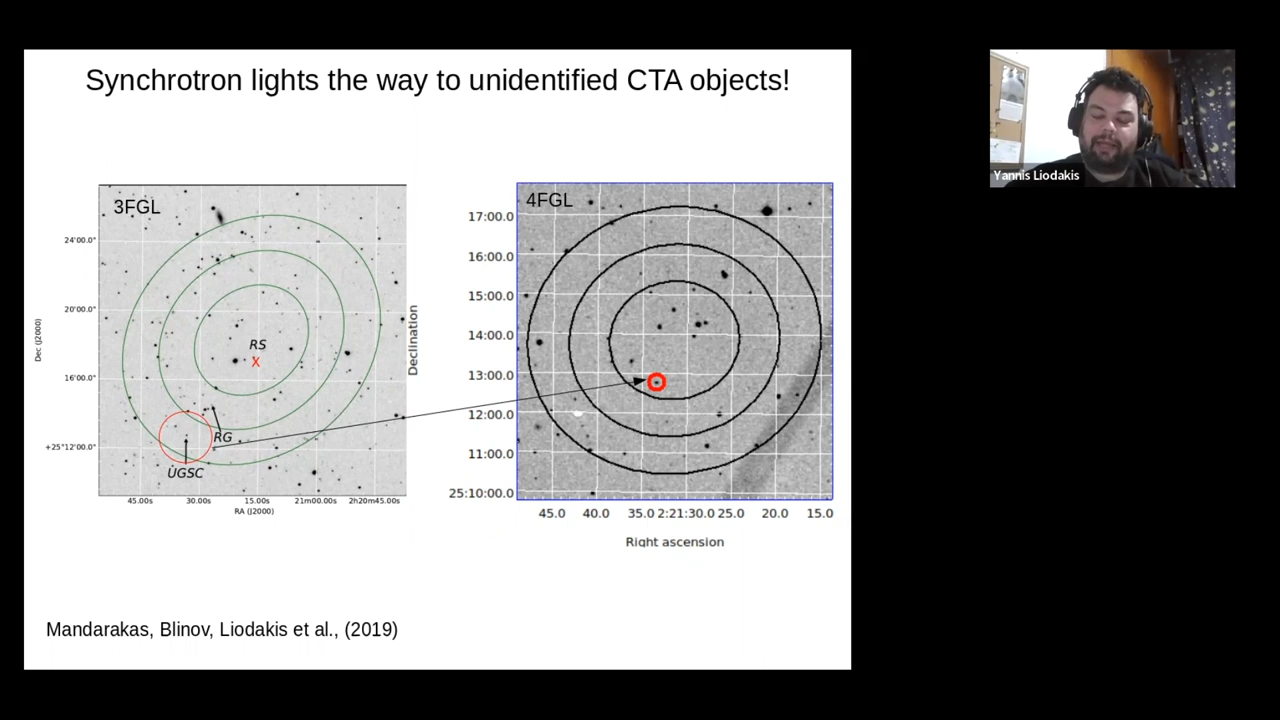 Synchrotron lights the way to unidentified CTA objects!
Yannis Liodakis
3FGL
24'00.0"
20'00.0"
16'00.0"
+25°12'00.0"
Dec (J2000)
RS
X
RG
UGSC
45.00s 30.00s 15.00s 21m00.00s 2h20m45.00s
RA (J2000)
4FGL
17:00.0
16:00.0
15:00.0
14:00.0
13:00.0
12:00.0
11:00.0
25:10:00.0
Declination
45.0 40.0 35.0 2:21:30.0 25.0 20.0 15.0
Right ascension
Mandarakas, Blinov, Liodakis et al., (2019)